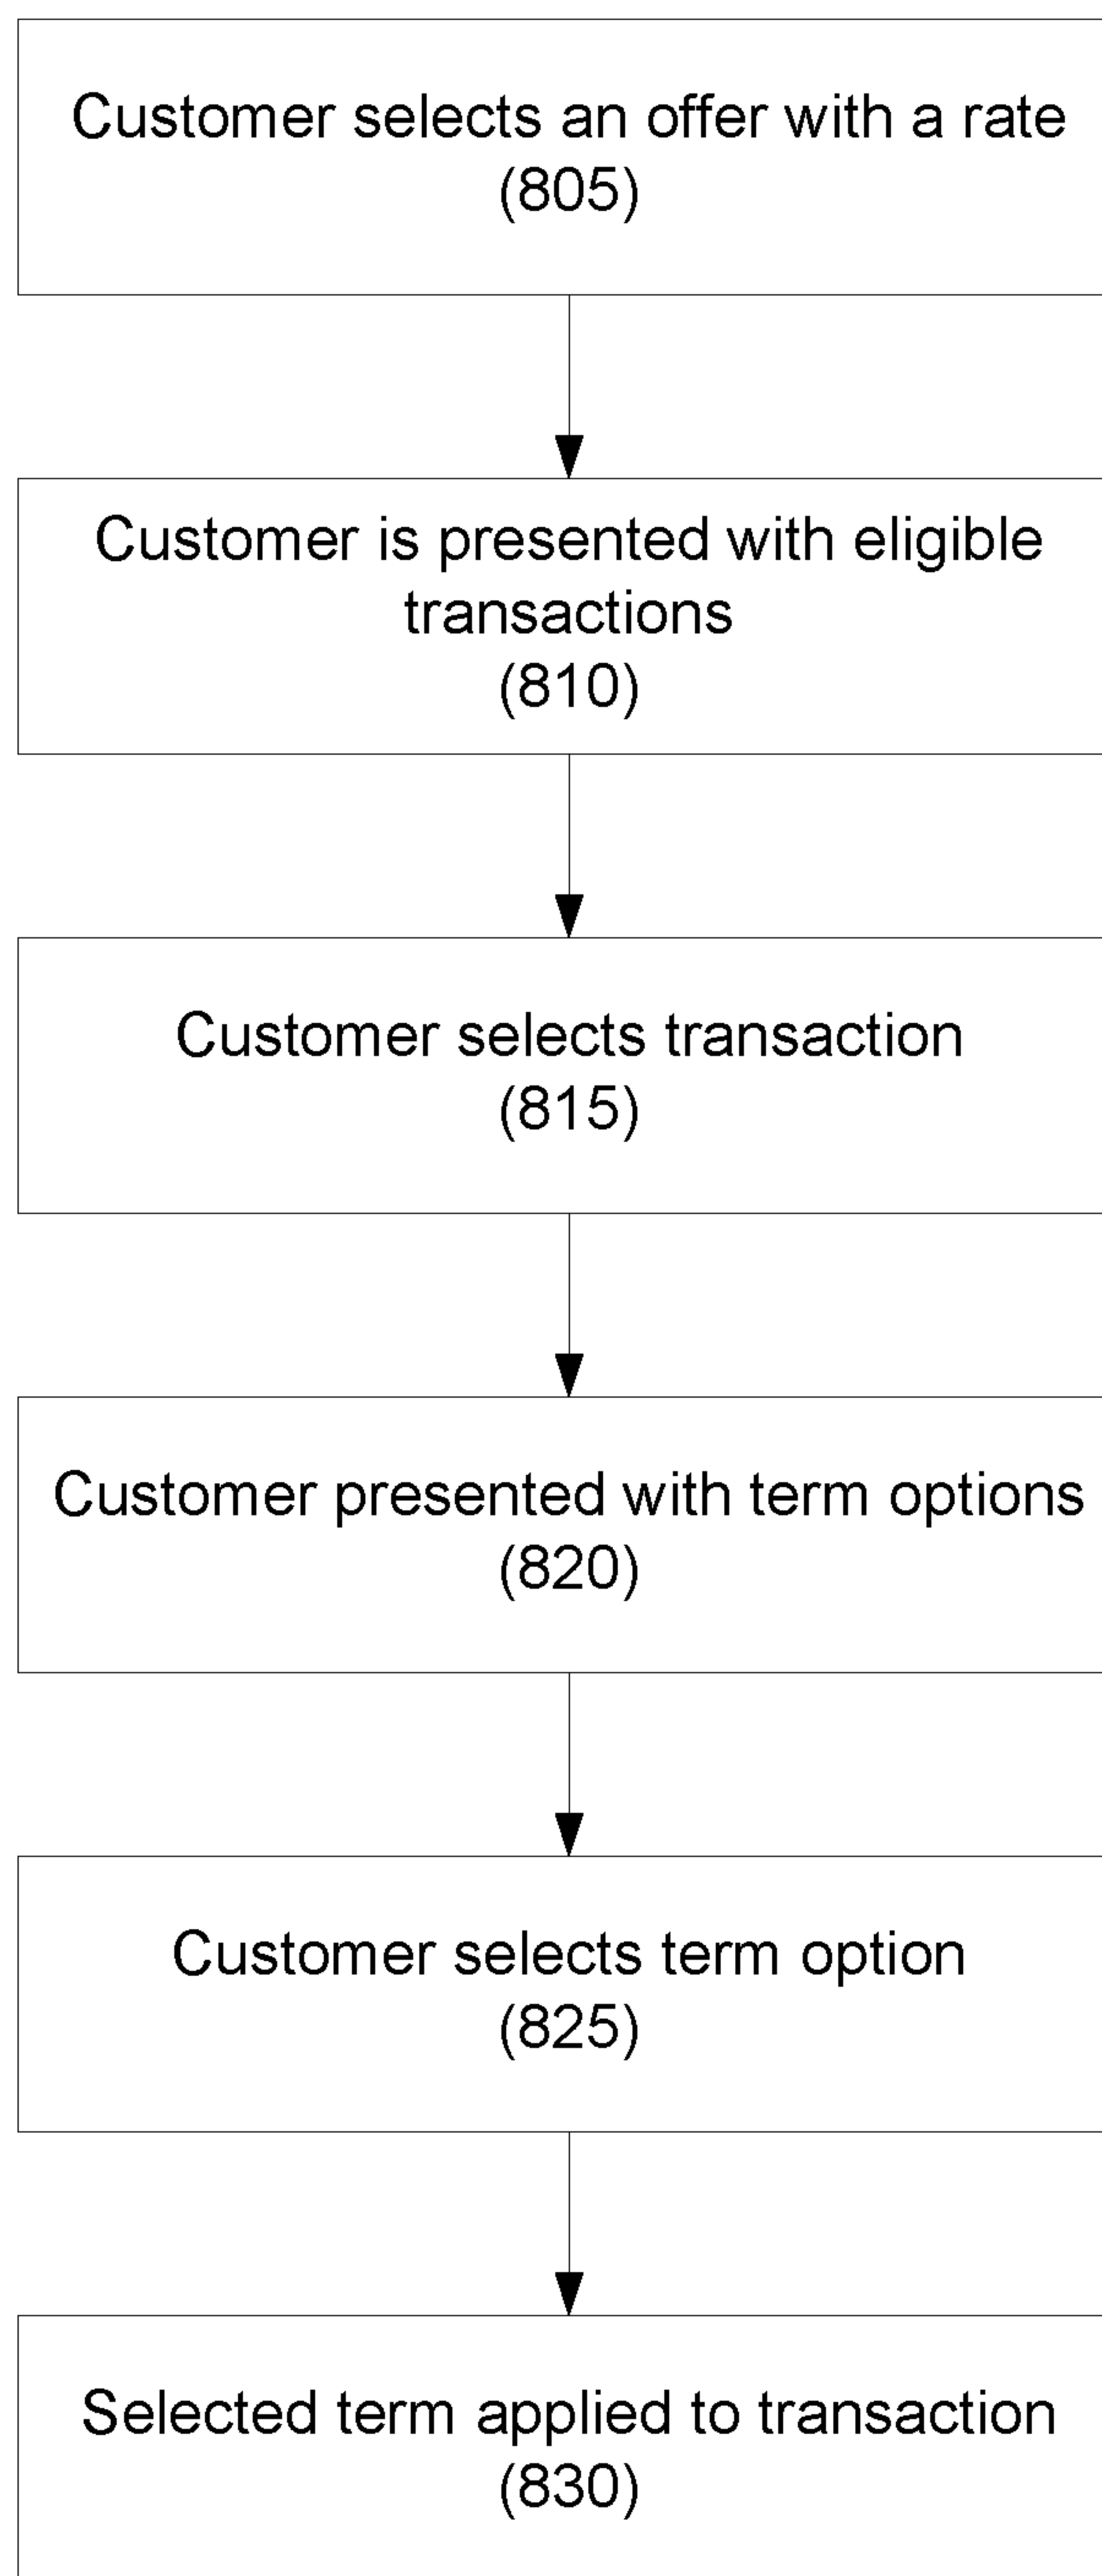 Customer selects an offer with a rate
(805)
Customer is presented with eligible
transactions
(810)
Customer selects transaction
(815)
Customer presented with term options
(820)
Customer selects term option
(825)
Selected term applied to transaction
(830)